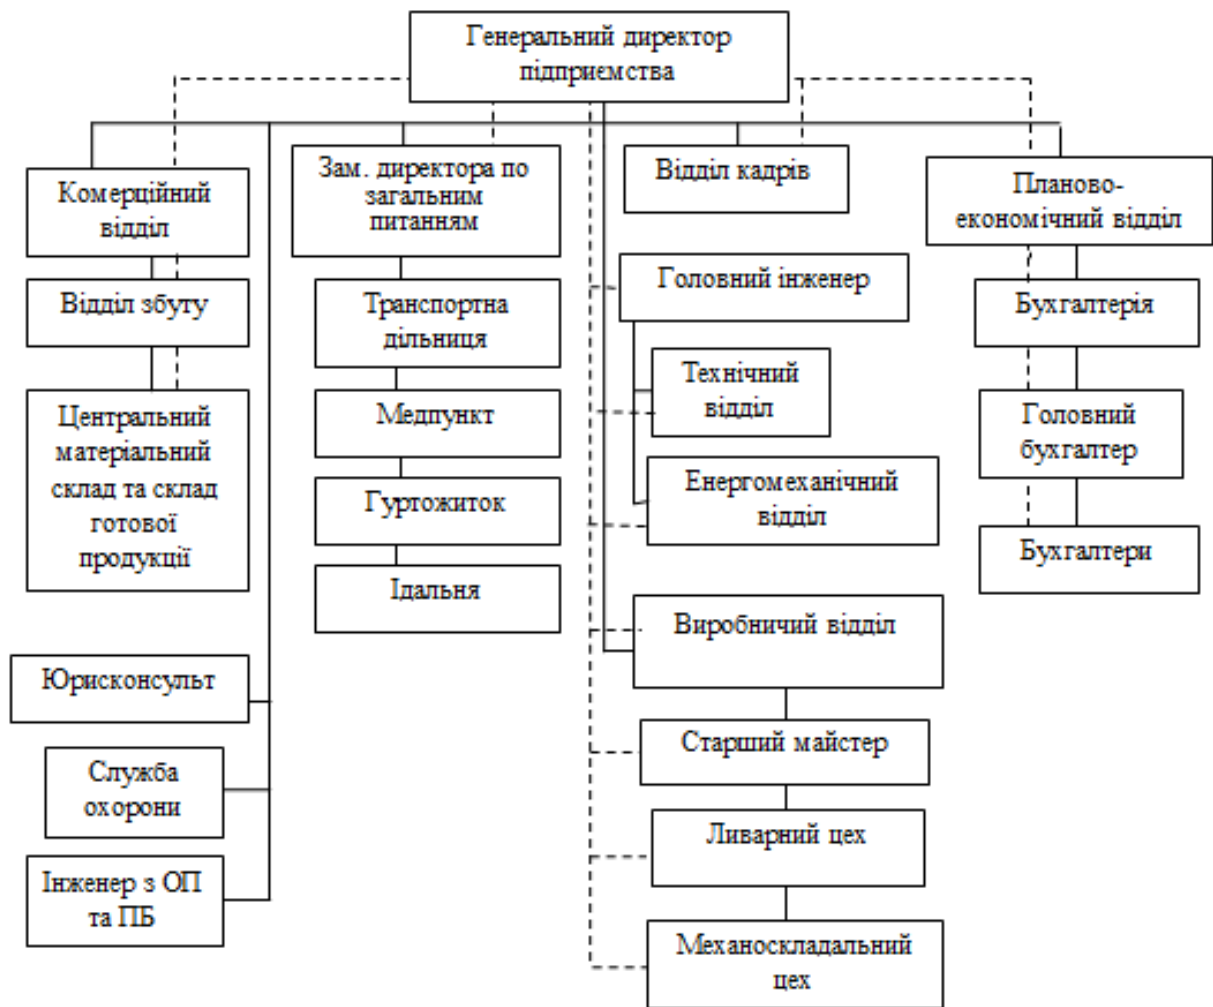 Генеральний директор
підприємства
Комерційний
відділ
Зам. директора по
загальним
питанням
Відділ кадрів
Планово-
економічний відділ
Відділ збуту
Транспортна
дільниця
Головний інженер
Бухгалтерія
Центральний
матеріальний
склад та склад
готової
продукції
Медпункт
Технічний
відділ
Головний
бухгалтер
Гуртожиток
Енергомеханічний
відділ
Бухгалтери
Їдальня
Виробничий відділ
Юрисконсульт
Старший майстер
Служба
охорони
Ливарний цех
Інженер з ОП
та ПБ
Механоскладальний
цех